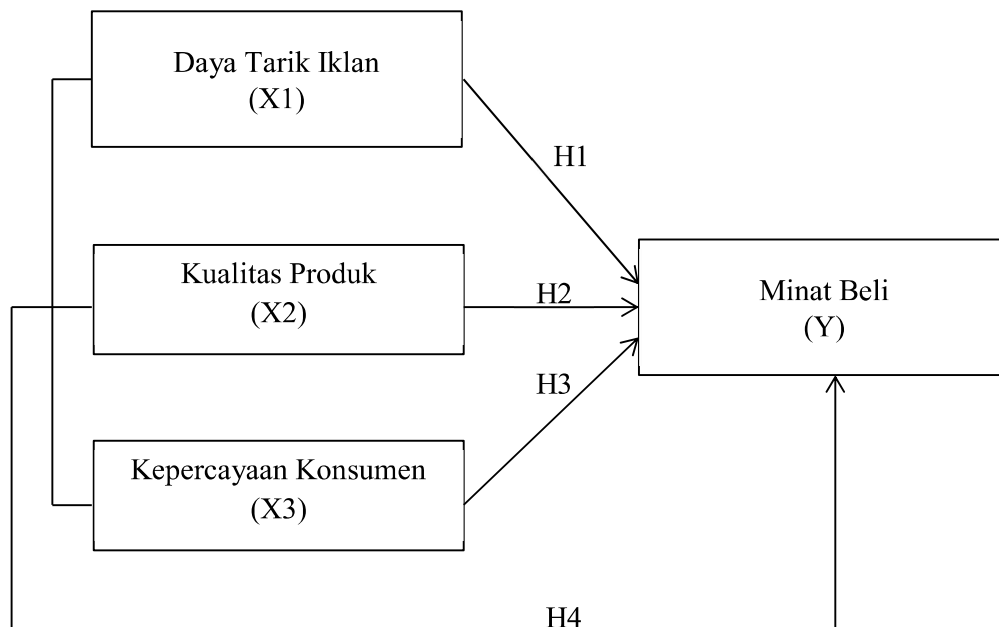 Daya Tarik Iklan
(X1)
H1
Kualitas Produk
(X2)
H2
Minat Beli
(Y)
H3
Kepercayaan Konsumen
(X3)
H4